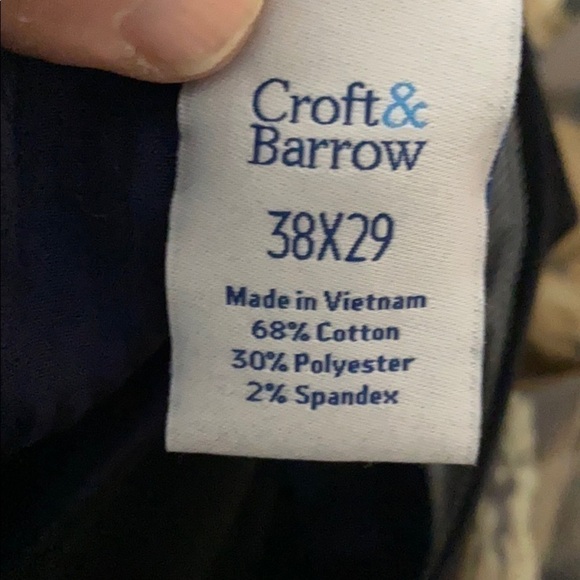 Croft&
Barrow
38X29
Made in Vietnam
68% Cotton
30% Polyester
2% Spandex